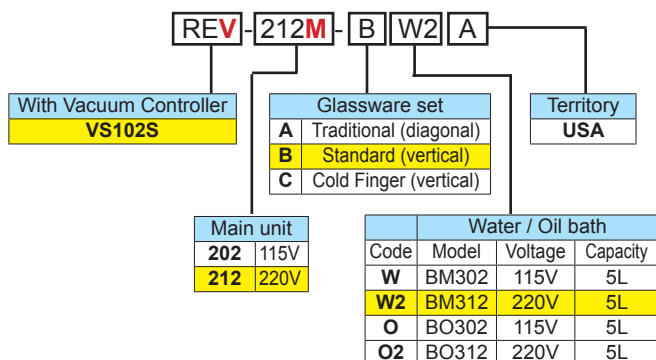 REV-212M-B W2 A
With Vacuum Controller
VS102S
Glassware set
A Traditional (diagonal)
B Standard (vertical)
C Cold Finger (vertical)
Territory
USA
Main unit
202 115V
212 220V
Water / Oil bath
Code Model Voltage Capacity
W BM302 115V 5L
W2 BM312 220V 5L
O BO302 115V 5L
O2 BO312 220V 5L